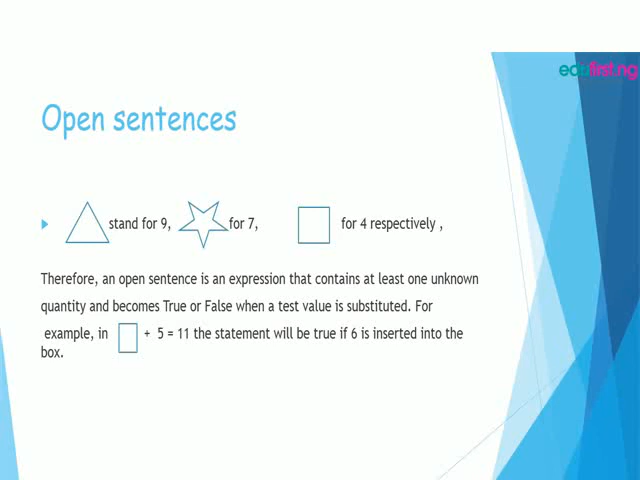 edufirst.ng
Open sentences
stand for 9, for 7, for 4 respectively ,
Therefore, an open sentence is an expression that contains at least one unknown
quantity and becomes True or False when a test value is substituted. For
example, in + 5 = 11 the statement will be true if 6 is inserted into the
box.